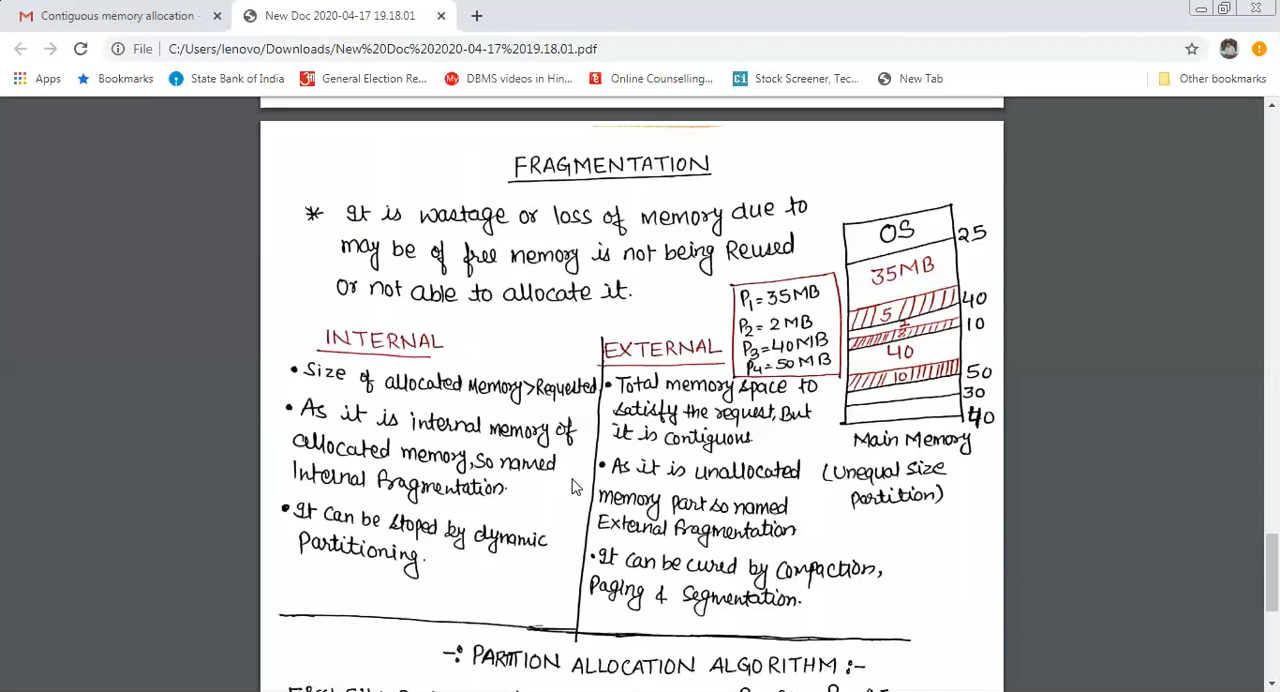 Contiguous memory allocation -
New Doc 2020-04-17 19.18.01
File
C:/Users/lenovo/Downloads/New%20Doc%202020-04-17%2019.18.01.pdf
Apps
Bookmarks
State Bank of India
General Election Re...
DBMS videos in Hin...
Online Counselling...
Stock Screener, Tec...
New Tab
Other bookmarks
FRAGMENTATION
* It is wastage or loss of memory due to
may be of free memory is not being Reused
or not able to allocate it.
P1 = 35MB
P2 = 2MB
P3 = 40MB
P4 = 50MB
OS
25
35MB
5
40
2
10
40
10
50
30
40
Main Memory
(Unequal Size
Partition)
INTERNAL
• Size of allocated Memory>Requested
• As it is internal memory of
allocated memory, so named
Internal Fragmentation.
• It can be stoped by dynamic
Partitioning.
EXTERNAL
• Total memory space to
satisfy the request, But
it is contiguous.
• As it is unallocated
memory part so named
External fragmentation
• It can be cured by Compaction,
Paging & Segmentation.
-: PARTITION ALLOCATION ALGORITHM :-